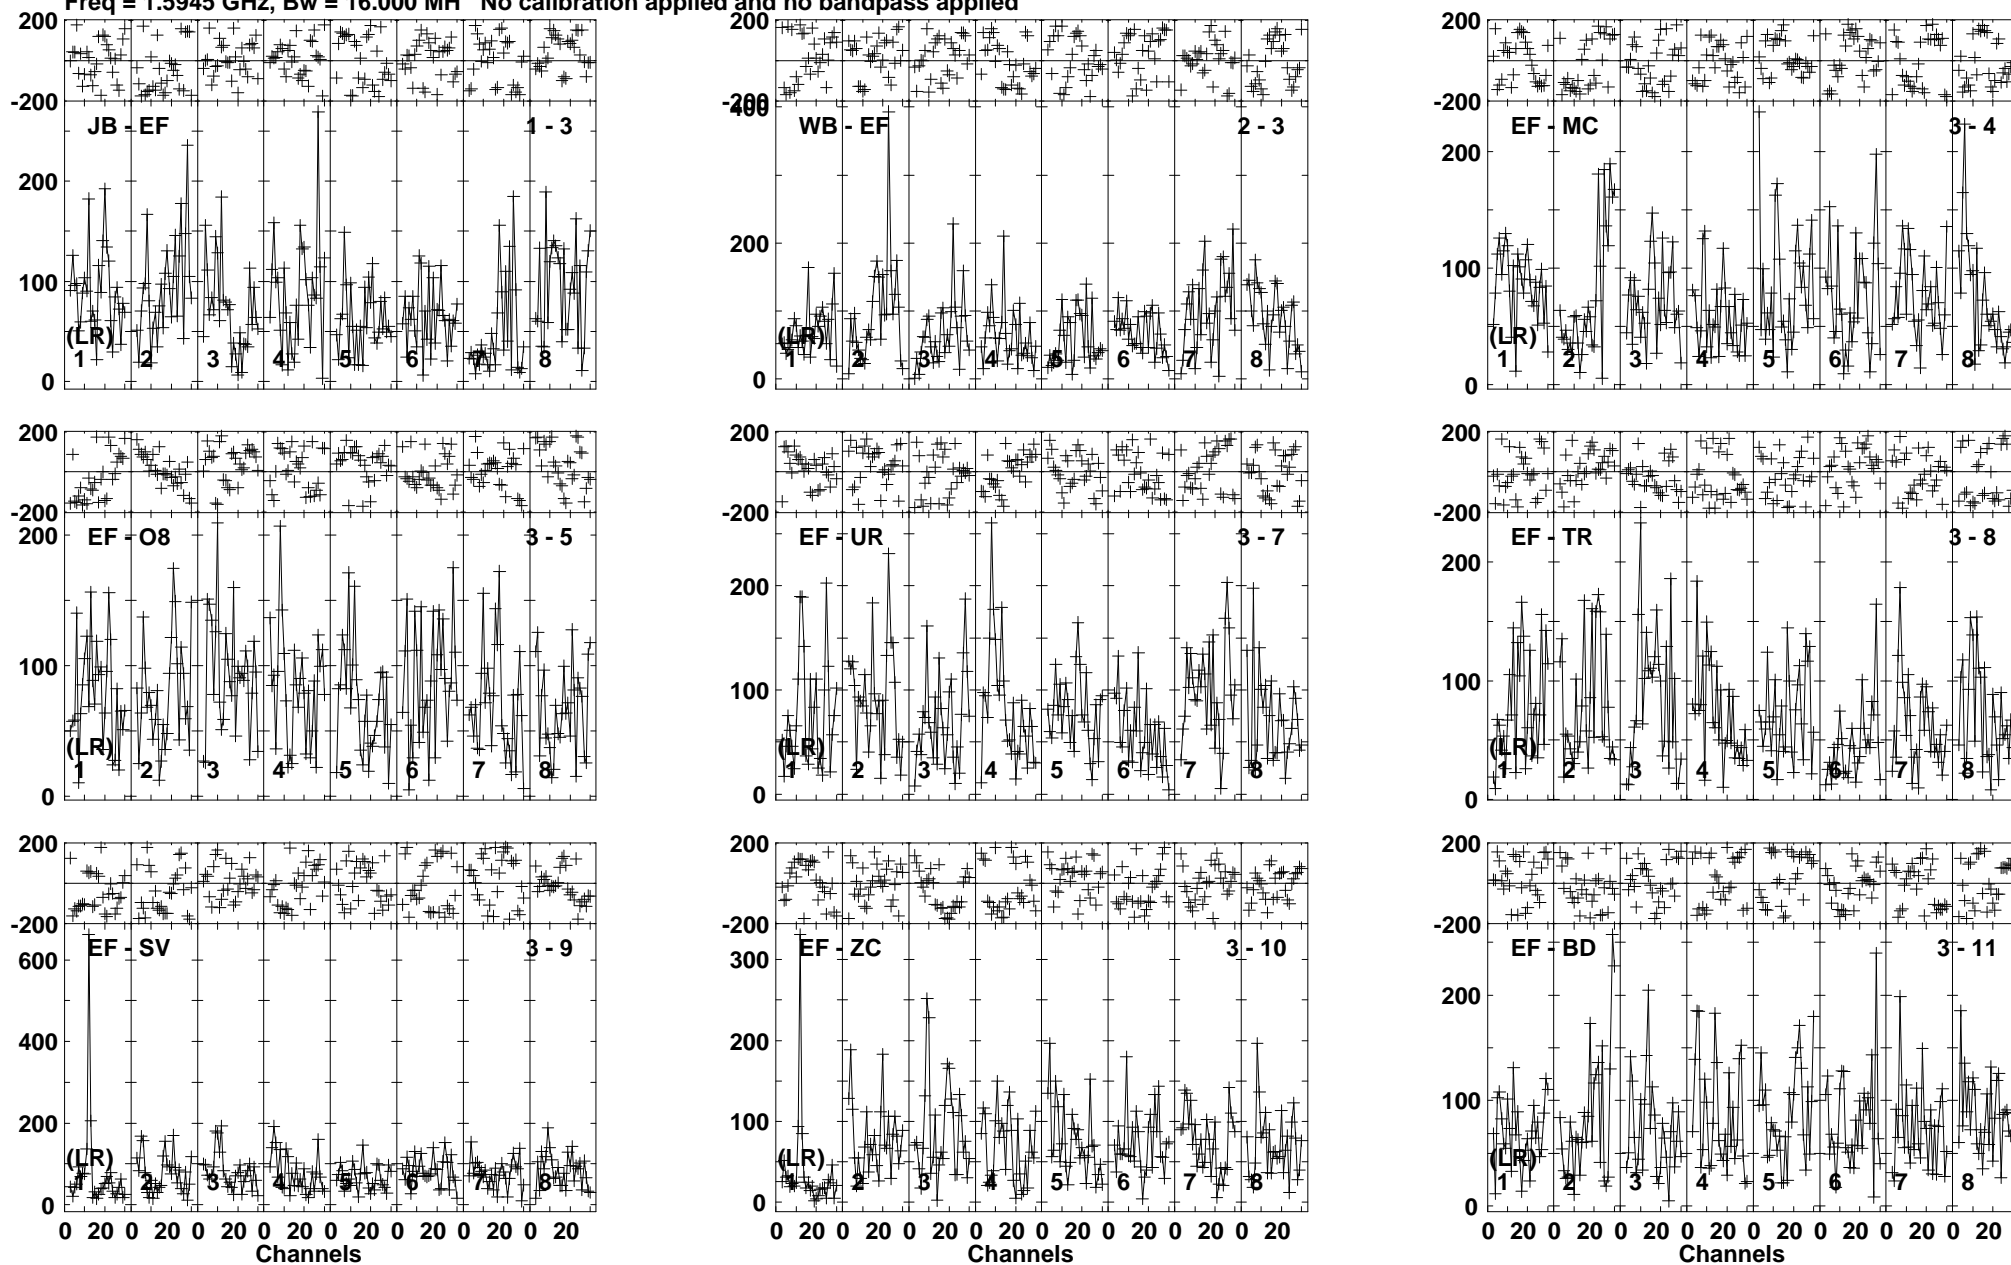 Freq = 1.5945 GHz, Bw = 16.000 MH No calibration applied and no bandpass applied
200
-200
JB - EF 1 - 3
200
100
0
(LR)
1 2 3 4 5 6 7 8
200
-200
400
WB - EF 2 - 3
200
0
(LR)
1 2 3 4 5 6 7 8
200
-200
EF - MC 3 - 4
200
100
0
(LR)
1 2 3 4 5 6 7 8
200
-200
200
EF - O8 3 - 5
100
0
(LR)
1 2 3 4 5 6 7 8
200
-200
EF - UR 3 - 7
200
100
0
(LR)
1 2 3 4 5 6 7 8
200
-200
EF - TR 3 - 8
200
100
0
(LR)
1 2 3 4 5 6 7 8
200
-200
EF - SV 3 - 9
600
400
200
0
(LR)
1 2 3 4 5 6 7 8
0 20 0 20 0 20 0 20 0 20 0 20 0 20 0 20
Channels
200
-200
EF - ZC 3 - 10
300
200
100
0
(LR)
1 2 3 4 5 6 7 8
0 20 0 20 0 20 0 20 0 20 0 20 0 20 0 20
Channels
200
-200
EF - BD 3 - 11
200
100
0
(LR)
1 2 3 4 5 6 7 8
0 20 0 20 0 20 0 20 0 20 0 20 0 20 0 20
Channels